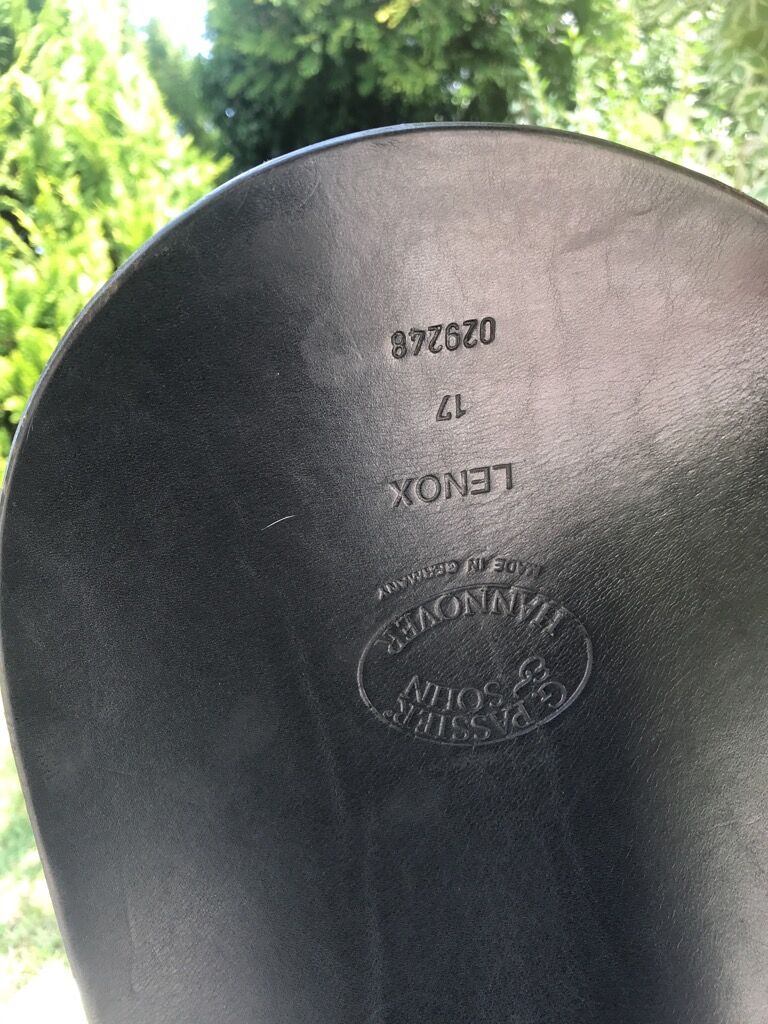 G. PASSIER®
& SOHN
HANNOVER
MADE IN GERMANY
LENOX
17
029248